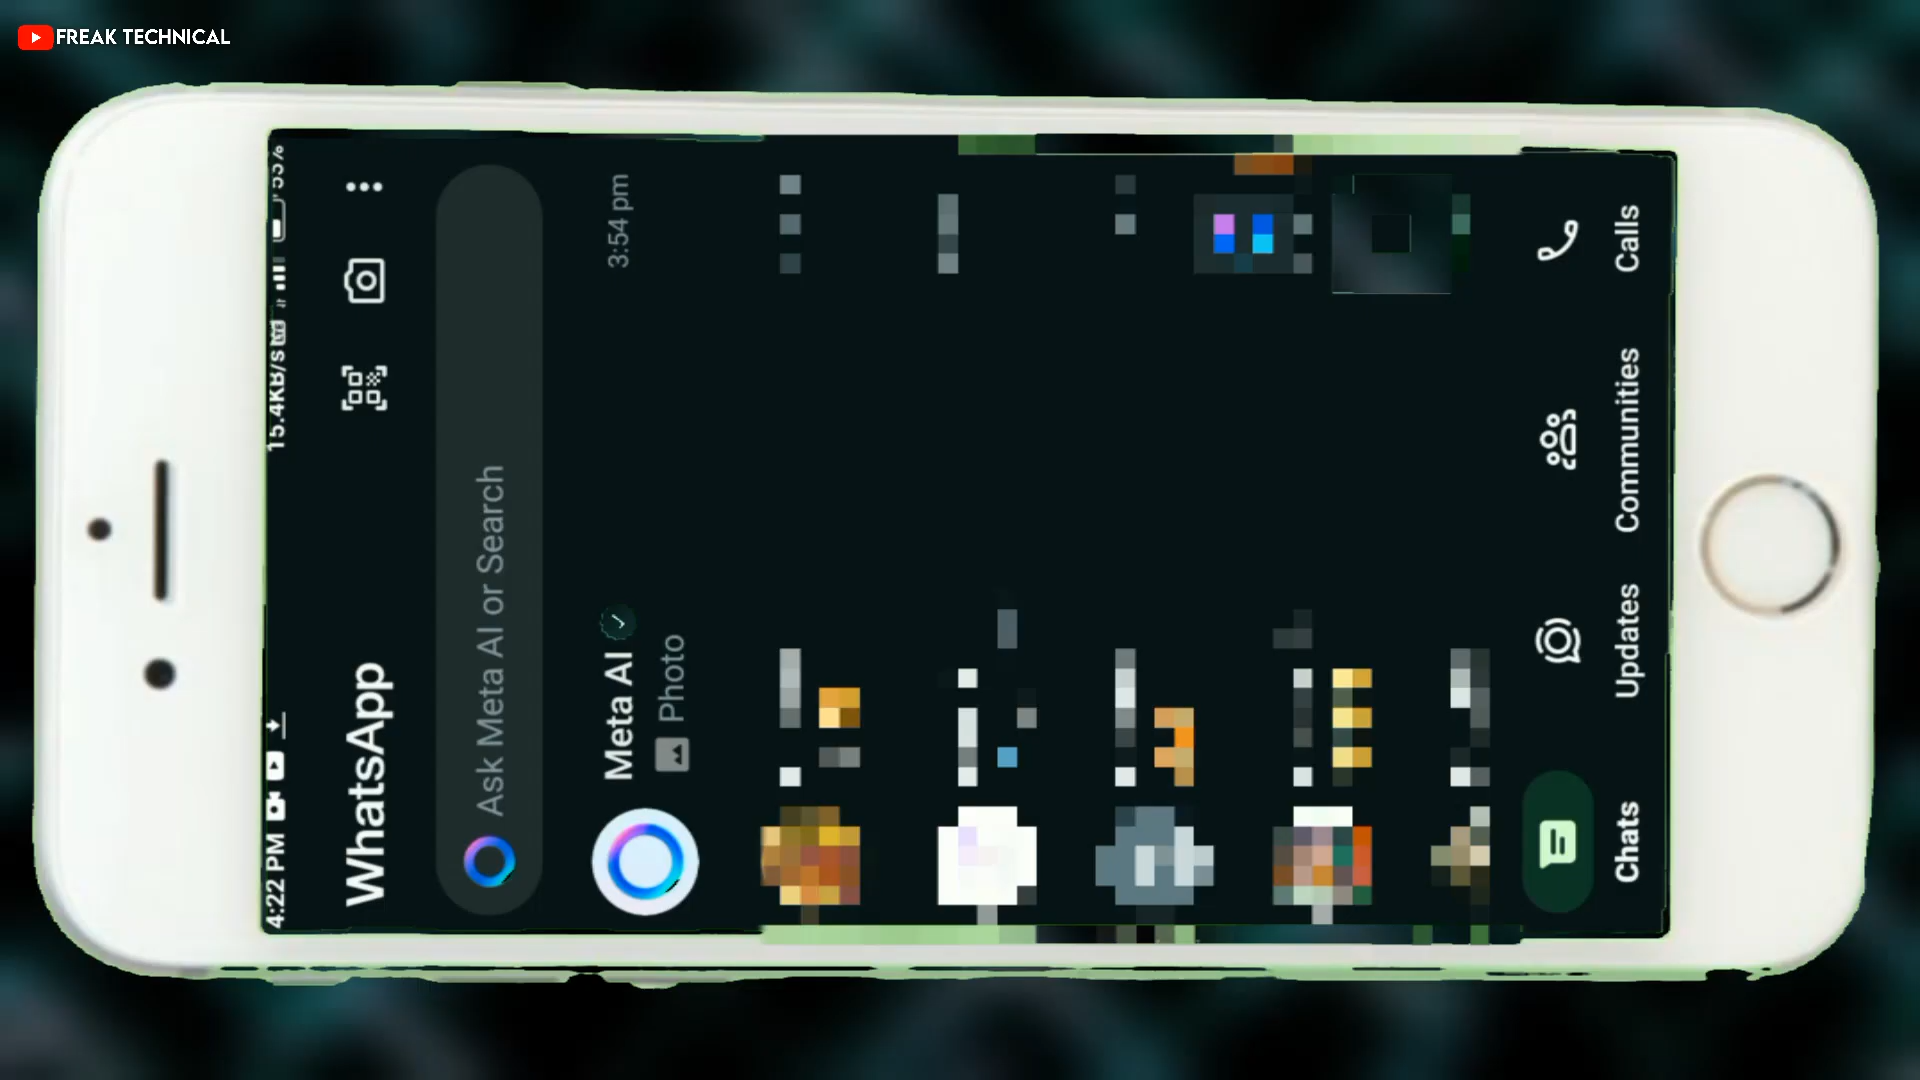 FREAK TECHNICAL
4:22 PM 15.4KB/s 53%
WhatsApp
Ask Meta AI or Search
Meta AI 3:54 pm
Photo
Chats Updates Communities Calls